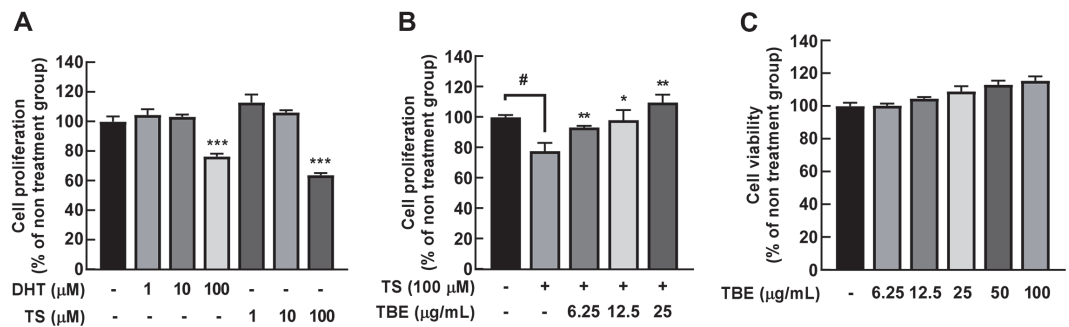 A
Cell proliferation
(% of non treatment group)
140
120
100
80
60
40
20
0
***
***
DHT (μM) - 1 10 100 - - -
TS (μM) - - - - 1 10 100
B
Cell proliferation
(% of non treatment group)
140
120
100
80
60
40
20
0
#
**
*
**
TS (100 μM) - + + + +
TBE (μg/mL) - - 6.25 12.5 25
C
Cell viability
(% of non treatment group)
140
120
100
80
60
40
20
0
TBE (μg/mL) - 6.25 12.5 25 50 100